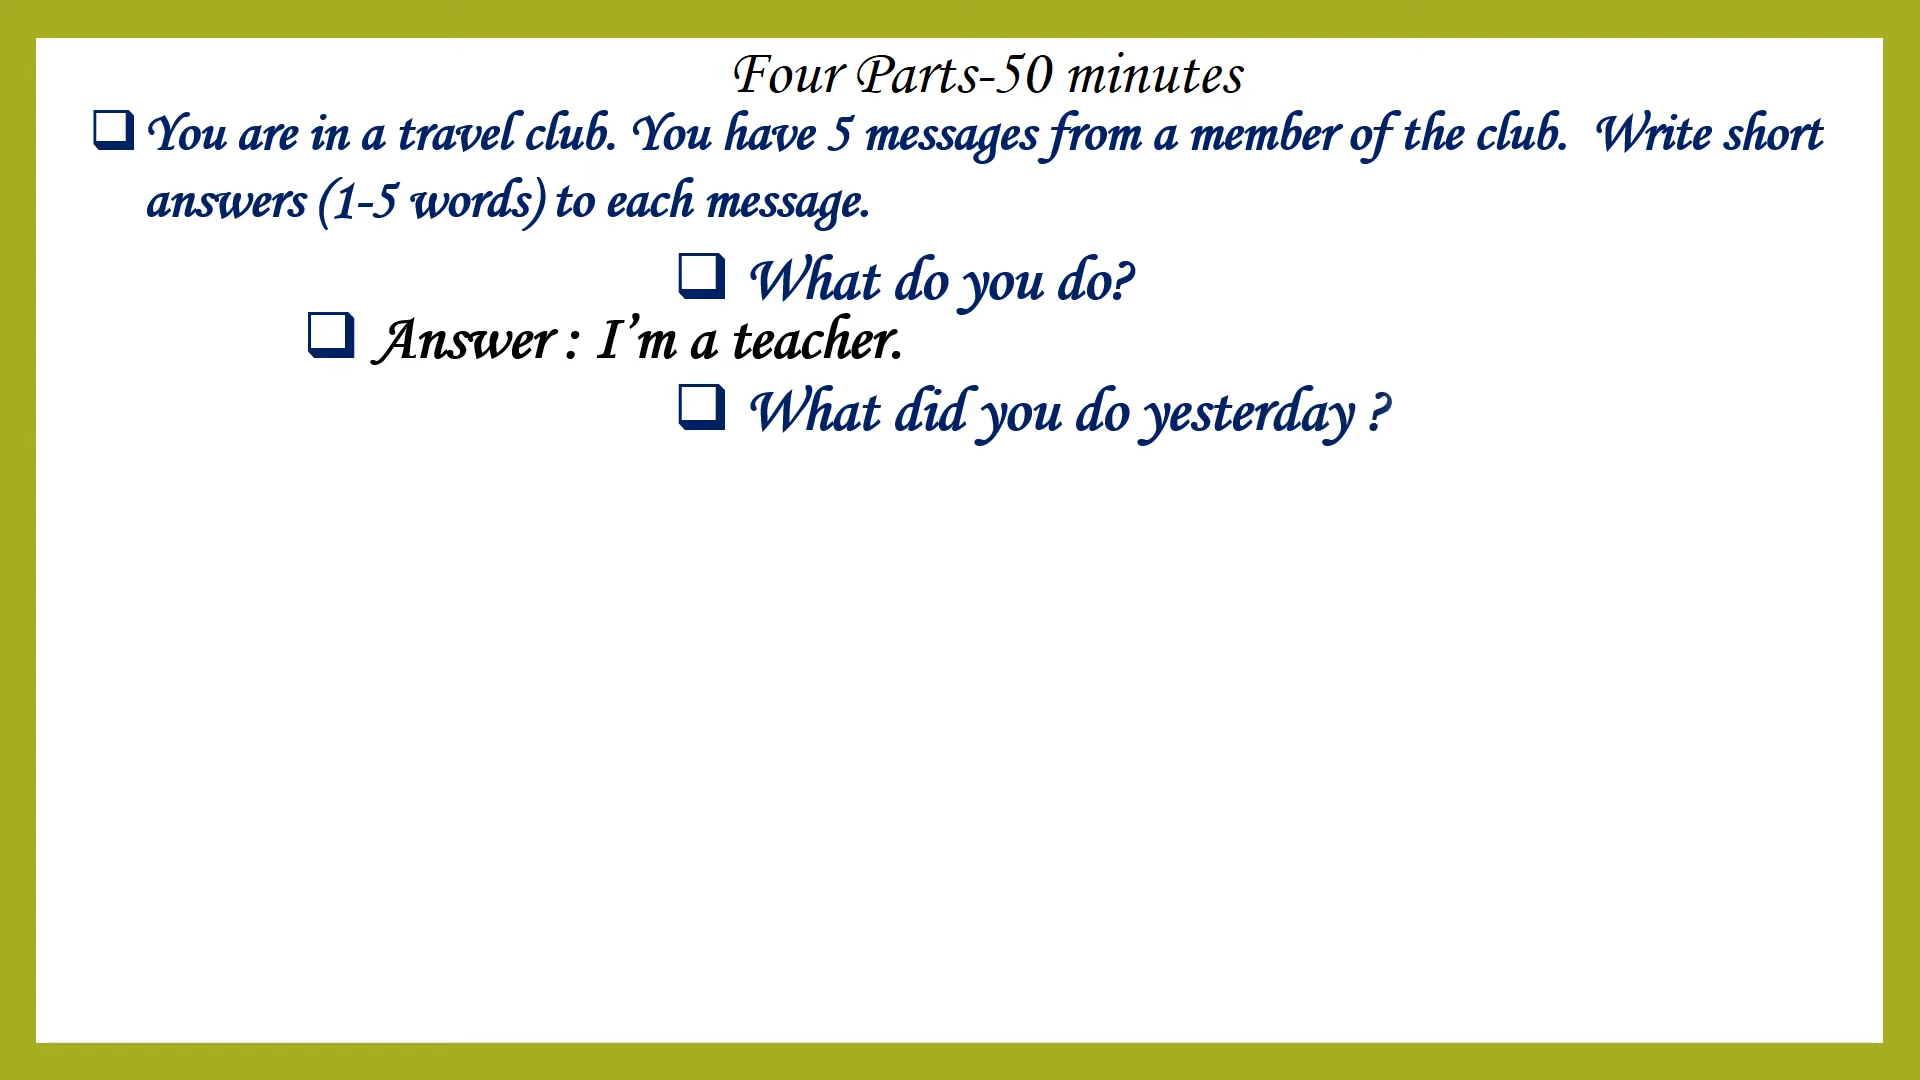 Four Parts-50 minutes
You are in a travel club. You have 5 messages from a member of the club. Write short
answers (1-5 words) to each message.
What do you do?
Answer : I’m a teacher.
What did you do yesterday ?